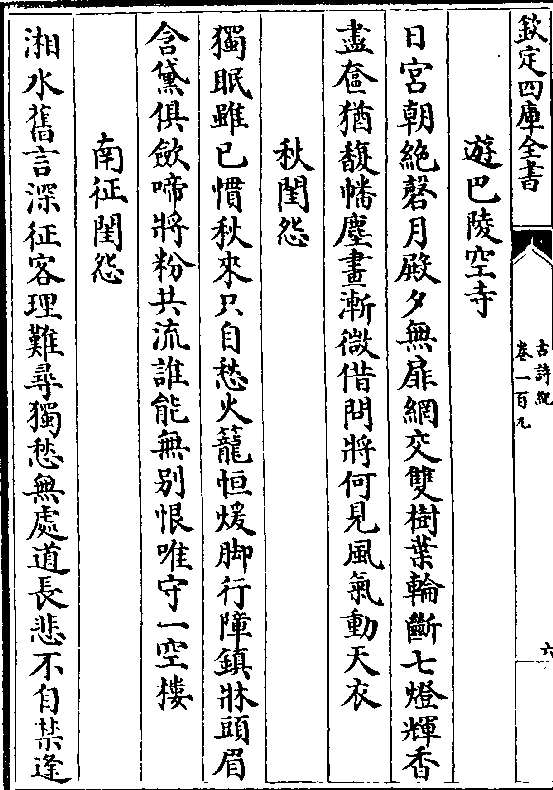 欽定四庫全書
古詩紀
卷一百九
六
遊巴陵空寺
日宮朝絶磬月殿夕無扉網交雙樹葉輪斷七燈輝香
盡奩猶馥幡塵畫漸微借問將何見風氣動天衣
秋閨怨
獨眠雖已慣秋來只自愁火籠恒煖脚行障鎮牀頭眉
含黛俱斂啼將粉共流誰能無别恨唯守一空樓
南征閨怨
湘水舊言深征客理難尋獨愁無處道長悲不自禁逢